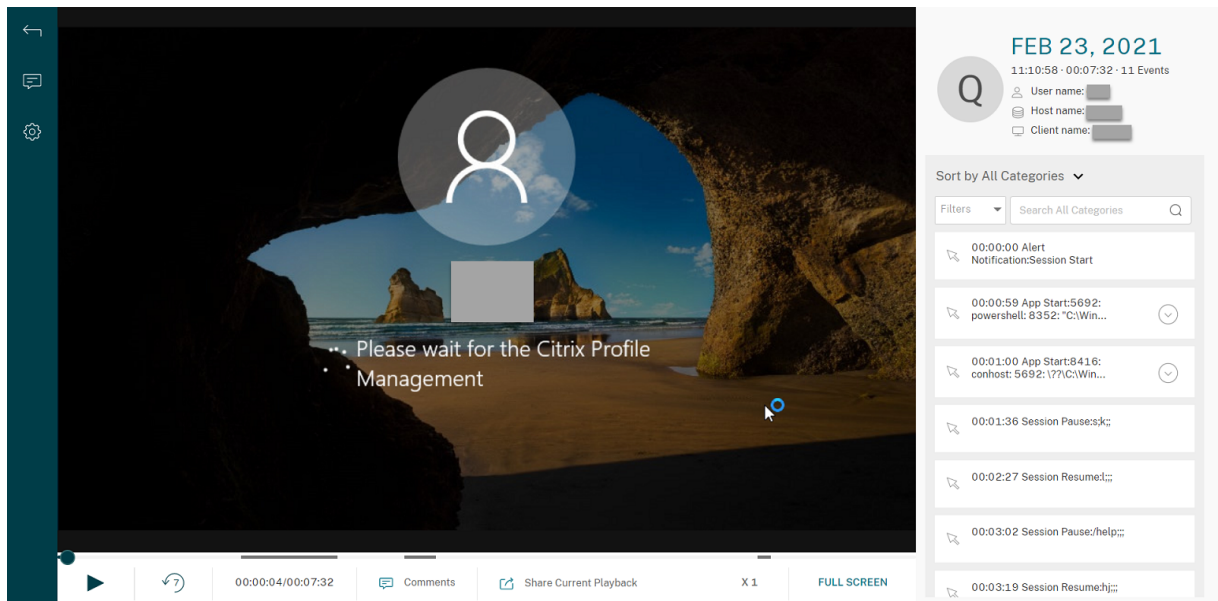 Please wait for the Citrix Profile
Management
7
00:00:04/00:07:32
Comments
Share Current Playback
X 1
FULL SCREEN
Q
FEB 23, 2021
11:10:58 · 00:07:32 · 11 Events
User name:
Host name:
Client name:
Sort by All Categories
Filters
Search All Categories
00:00:00 Alert
Notification:Session Start
00:00:59 App Start:5692:
powershell: 8352: "C:\Win...
00:01:00 App Start:8416:
conhost: 5692: \??\C:\Win...
00:01:36 Session Pause:s;k;;
00:02:27 Session Resume:l;;;
00:03:02 Session Pause:/help;;;
00:03:19 Session Resume:hj;;;